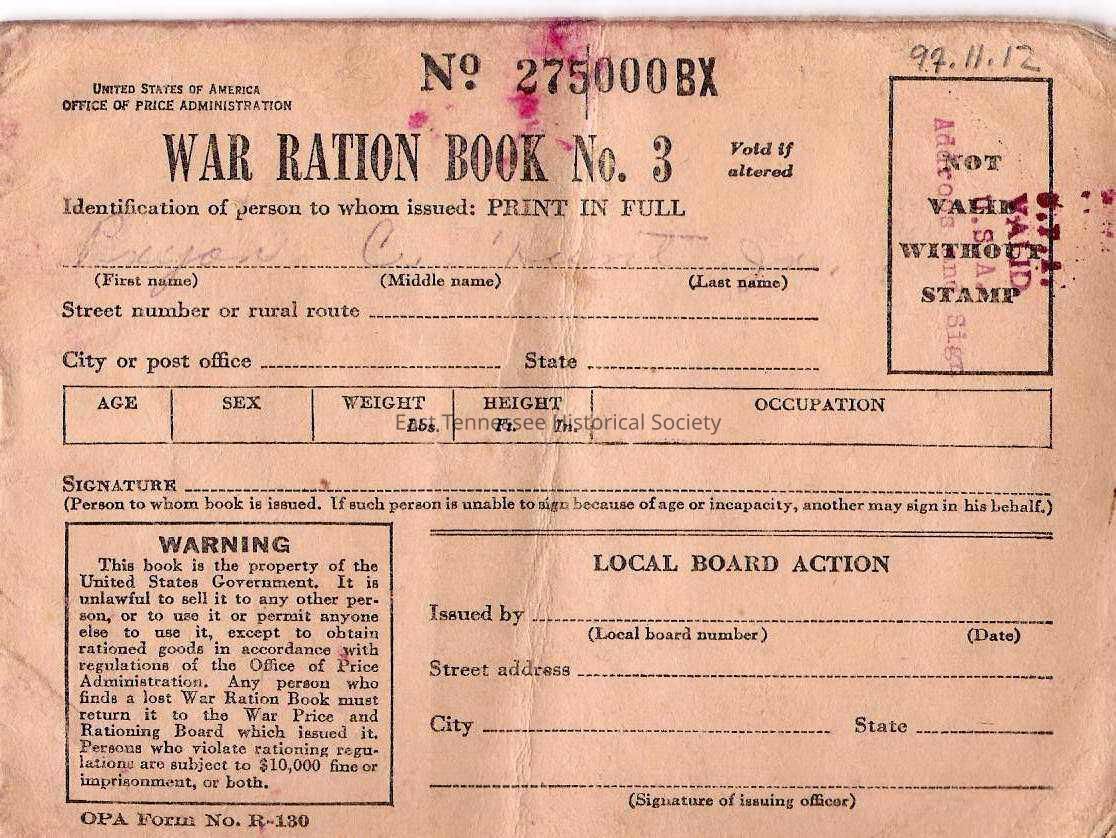 97.11.12
UNITED STATES OF AMERICA
OFFICE OF PRICE ADMINISTRATION
Nº 275000BX
WAR RATION BOOK No. 3
Void if
altered
Identification of person to whom issued: PRINT IN FULL
C.
(First name) (Middle name) (Last name)
Street number or rural route
City or post office State
NOT
VALID
WITHOUT
STAMP
VALID
U.S.A.
AGE SEX WEIGHT HEIGHT OCCUPATION
Lbs. Ft. In.
East Tennessee Historical Society
SIGNATURE
(Person to whom book is issued. If such person is unable to sign because of age or incapacity, another may sign in his behalf.)
WARNING
This book is the property of the
United States Government. It is
unlawful to sell it to any other per-
son, or to use it or permit anyone
else to use it, except to obtain
rationed goods in accordance with
regulations of the Office of Price
Administration. Any person who
finds a lost War Ration Book must
return it to the War Price and
Rationing Board which issued it.
Persons who violate rationing regu-
lations are subject to $10,000 fine or
imprisonment, or both.
OPA Form No. R-130
LOCAL BOARD ACTION
Issued by
(Local board number) (Date)
Street address
City State
(Signature of issuing officer)